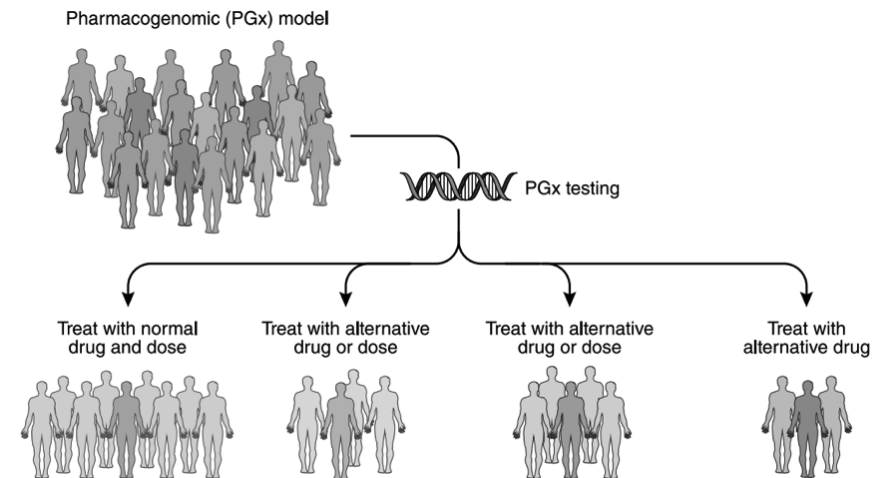 Pharmacogenomic (PGx) model
PGx testing
Treat with normal
drug and dose
Treat with alternative
drug or dose
Treat with alternative
drug or dose
Treat with
alternative drug